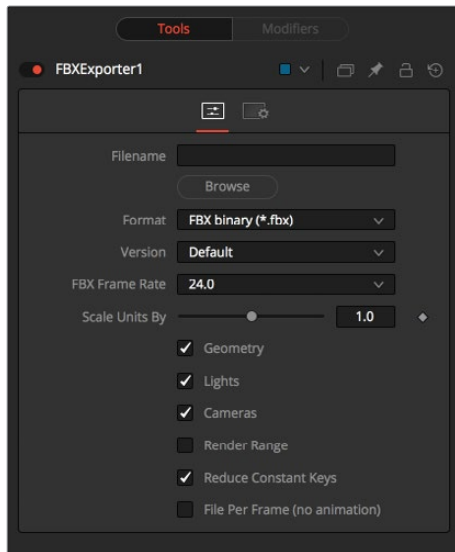 Tools Modifiers
FBXExporter1
Filename
Browse
Format FBX binary (*.fbx)
Version Default
FBX Frame Rate 24.0
Scale Units By 1.0
Geometry
Lights
Cameras
Render Range
Reduce Constant Keys
File Per Frame (no animation)